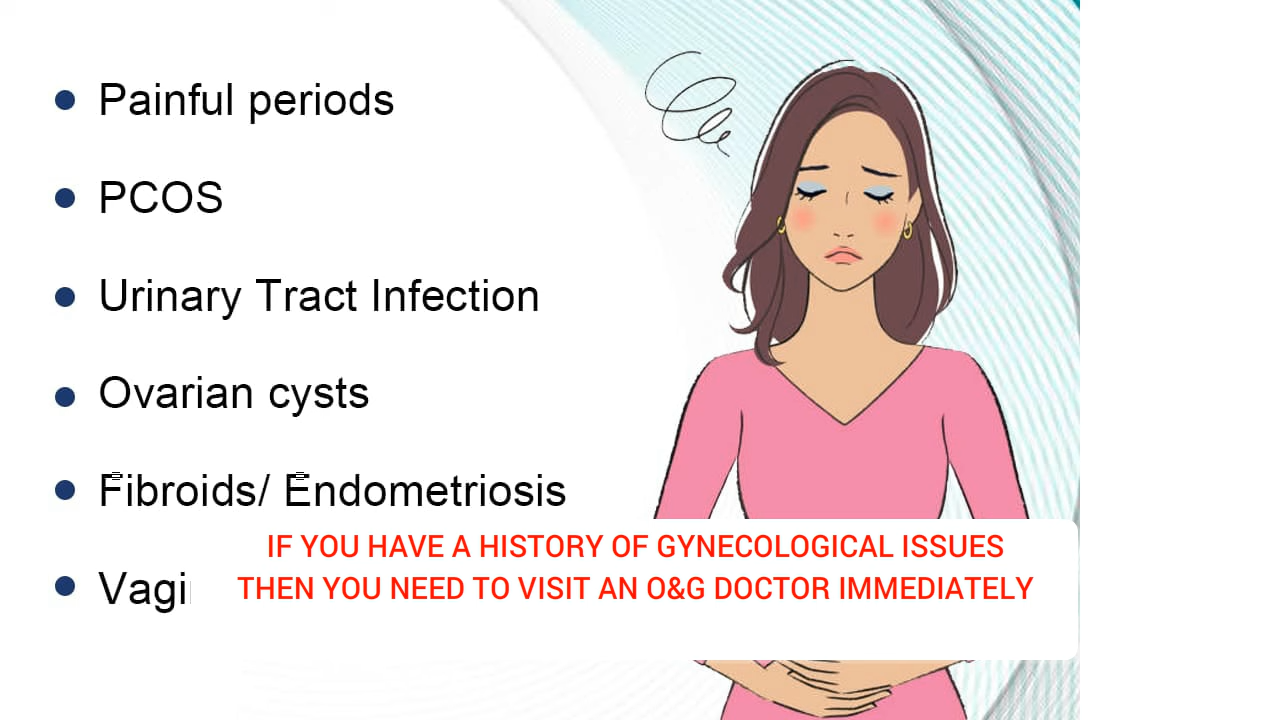 Painful periods
PCOS
Urinary Tract Infection
Ovarian cysts
Fibroids/ Endometriosis
IF YOU HAVE A HISTORY OF GYNECOLOGICAL ISSUES
THEN YOU NEED TO VISIT AN O&G DOCTOR IMMEDIATELY